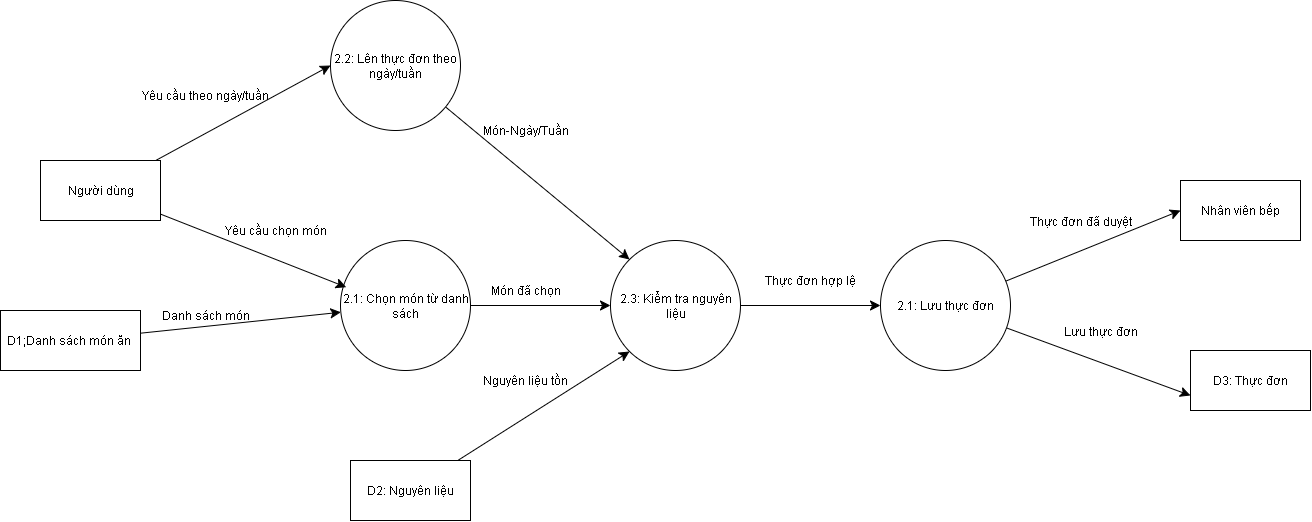 2.2: Lên thực đơn theo
ngày/tuần
Yêu cầu theo ngày/tuần
Món-Ngày/Tuần
Người dùng
Nhân viên bếp
Thực đơn đã duyệt
Yêu cầu chọn món
Thực đơn hợp lệ
Món đã chọn
2.1: Chọn món từ danh
sách
2.3: Kiểm tra nguyên
liệu
2.1: Lưu thực đơn
Danh sách món
Lưu thực đơn
D1;Danh sách món ăn
Nguyên liệu tồn
D3: Thực đơn
D2: Nguyên liệu